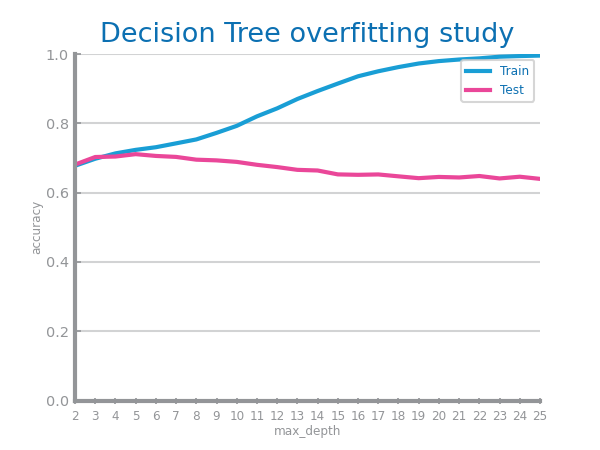 Decision Tree overfitting study
1.0
Train
Test
0.8
0.6
accuracy
0.4
0.2
0.0
2 3 4 5 6 7 8 9 10 11 12 13 14 15 16 17 18 19 20 21 22 23 24 25
max_depth